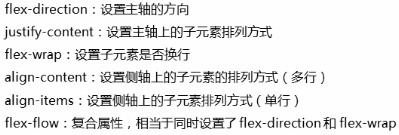 flex-direction：设置主轴的方向
justify-content：设置主轴上的子元素排列方式
flex-wrap：设置子元素是否换行
align-content：设置侧轴上的子元素的排列方式（多行）
align-items：设置侧轴上的子元素排列方式（单行）
flex-flow：复合属性，相当于同时设置了 flex-direction 和 flex-wrap